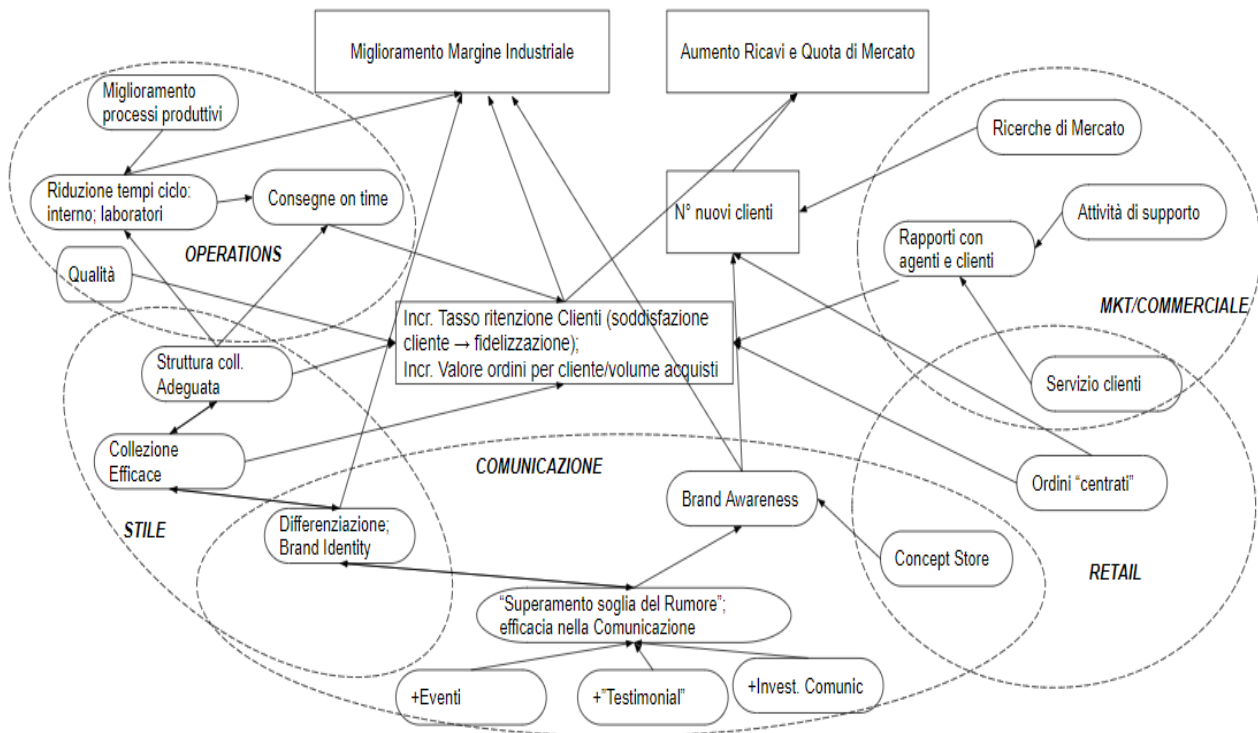 Miglioramento Margine Industriale
Aumento Ricavi e Quota di Mercato
Miglioramento
processi produttivi
Ricerche di Mercato
Riduzione tempi ciclo:
interno; laboratori
Consegne on time
N° nuovi clienti
Attività di supporto
Rapporti con
agenti e clienti
OPERATIONS
Qualità
MKT/COMMERCIALE
Incr. Tasso ritenzione Clienti (soddisfazione
cliente → fidelizzazione);
Incr. Valore ordini per cliente/volume acquisti
Struttura coll.
Adeguata
Servizio clienti
Collezione
Efficace
COMUNICAZIONE
Brand Awareness
Ordini “centrati”
STILE
Differenziazione;
Brand Identity
Concept Store
RETAIL
“Superamento soglia del Rumore”;
efficacia nella Comunicazione
+Eventi
+”Testimonial”
+Invest. Comunic